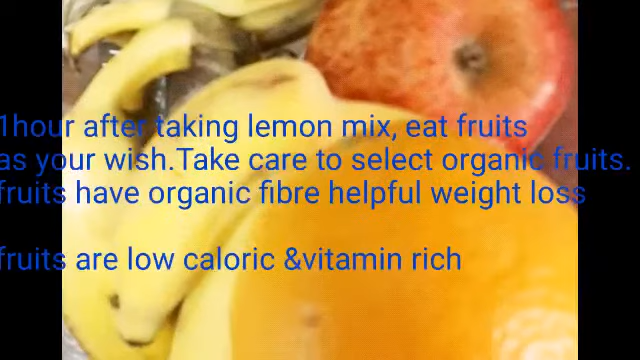 1hour after taking lemon mix, eat fruits
as your wish.Take care to select organic fruits.
fruits have organic fibre helpful weight loss
fruits are low caloric &vitamin rich